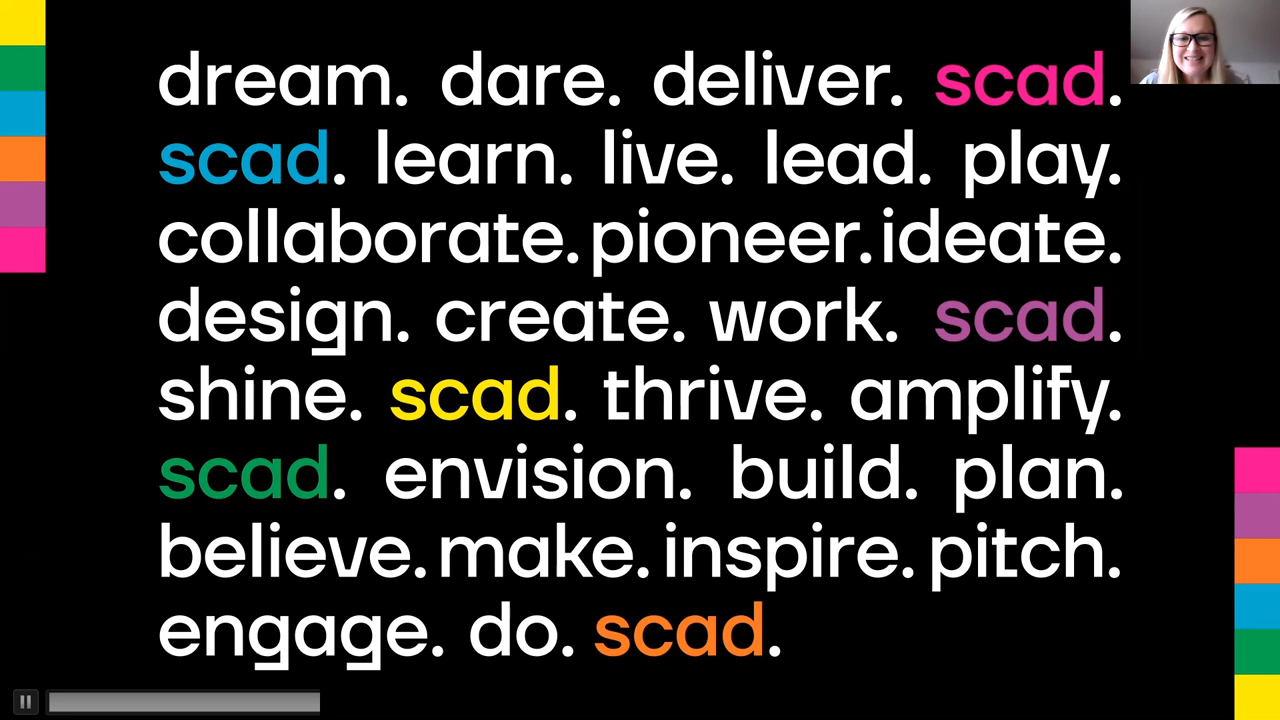 dream. dare. deliver. scad.
scad. learn. live. lead. play.
collaborate. pioneer. ideate.
design. create. work. scad.
shine. scad. thrive. amplify.
scad. envision. build. plan.
believe. make. inspire. pitch.
engage. do. scad.